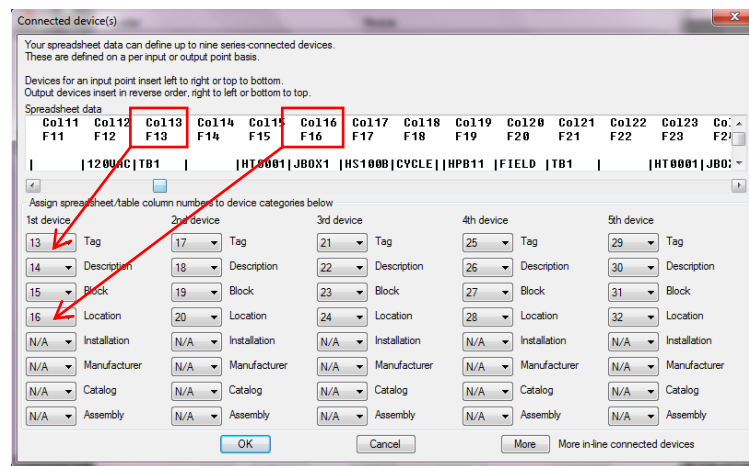 Connected device(s)
Your spreadsheet data can define up to nine series-connected devices.
These are defined on a per input or output point basis.
Devices for an input point insert left to right or top to bottom.
Output devices insert in reverse order, right to left or bottom to top.
Spreadsheet data
Col11 Col12 Col13 Col14 Col15 Col16 Col17 Col18 Col19 Col20 Col21 Col22 Col23
F11 F12 F13 F14 F15 F16 F17 F18 F19 F20 F21 F22 F23
| |120VAC|TB1 | |HT0001|JBOX1 |HS100B|CYCLE||HPB11 |FIELD |TB1 | |HT0001|
Assign spreadsheet/table column numbers to device categories below
1st device 2nd device 3rd device 4th device 5th device
13 Tag 17 Tag 21 Tag 25 Tag 29 Tag
14 Description 18 Description 22 Description 26 Description 30 Description
15 Block 19 Block 23 Block 27 Block 31 Block
16 Location 20 Location 24 Location 28 Location 32 Location
N/A Installation N/A Installation N/A Installation N/A Installation N/A Installation
N/A Manufacturer N/A Manufacturer N/A Manufacturer N/A Manufacturer N/A Manufacturer
N/A Catalog N/A Catalog N/A Catalog N/A Catalog N/A Catalog
N/A Assembly N/A Assembly N/A Assembly N/A Assembly N/A Assembly
OK Cancel More More in-line connected devices